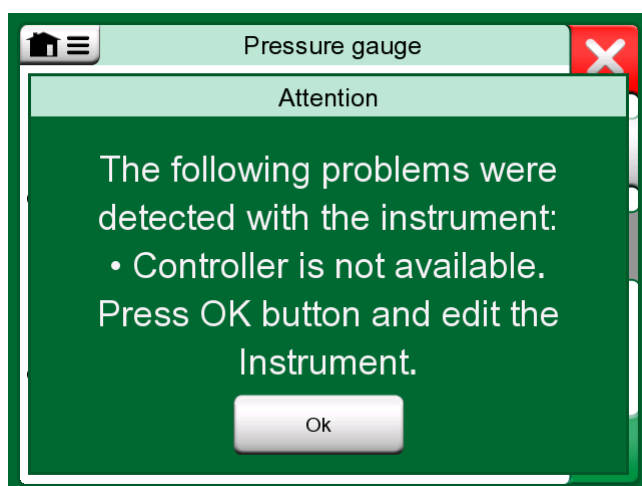 Pressure gauge
Attention
The following problems were
detected with the instrument:
• Controller is not available.
Press OK button and edit the
Instrument.
Ok